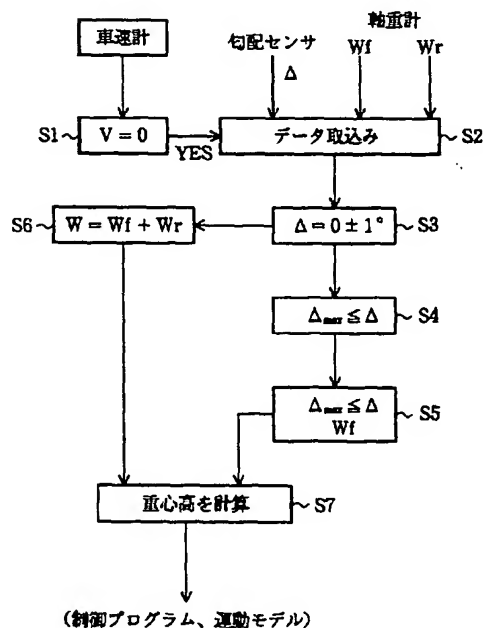 車速計
勾配センサ
軸重計
Δ
Wf
Wr
S1
V = 0
YES
データ取込み
S2
S6
W = Wf + Wr
Δ = 0 ± 1°
S3
Δmax ≦ Δ
S4
Δmax ≦ Δ
Wf
S5
重心高を計算
S7
(制御プログラム、運動モデル)